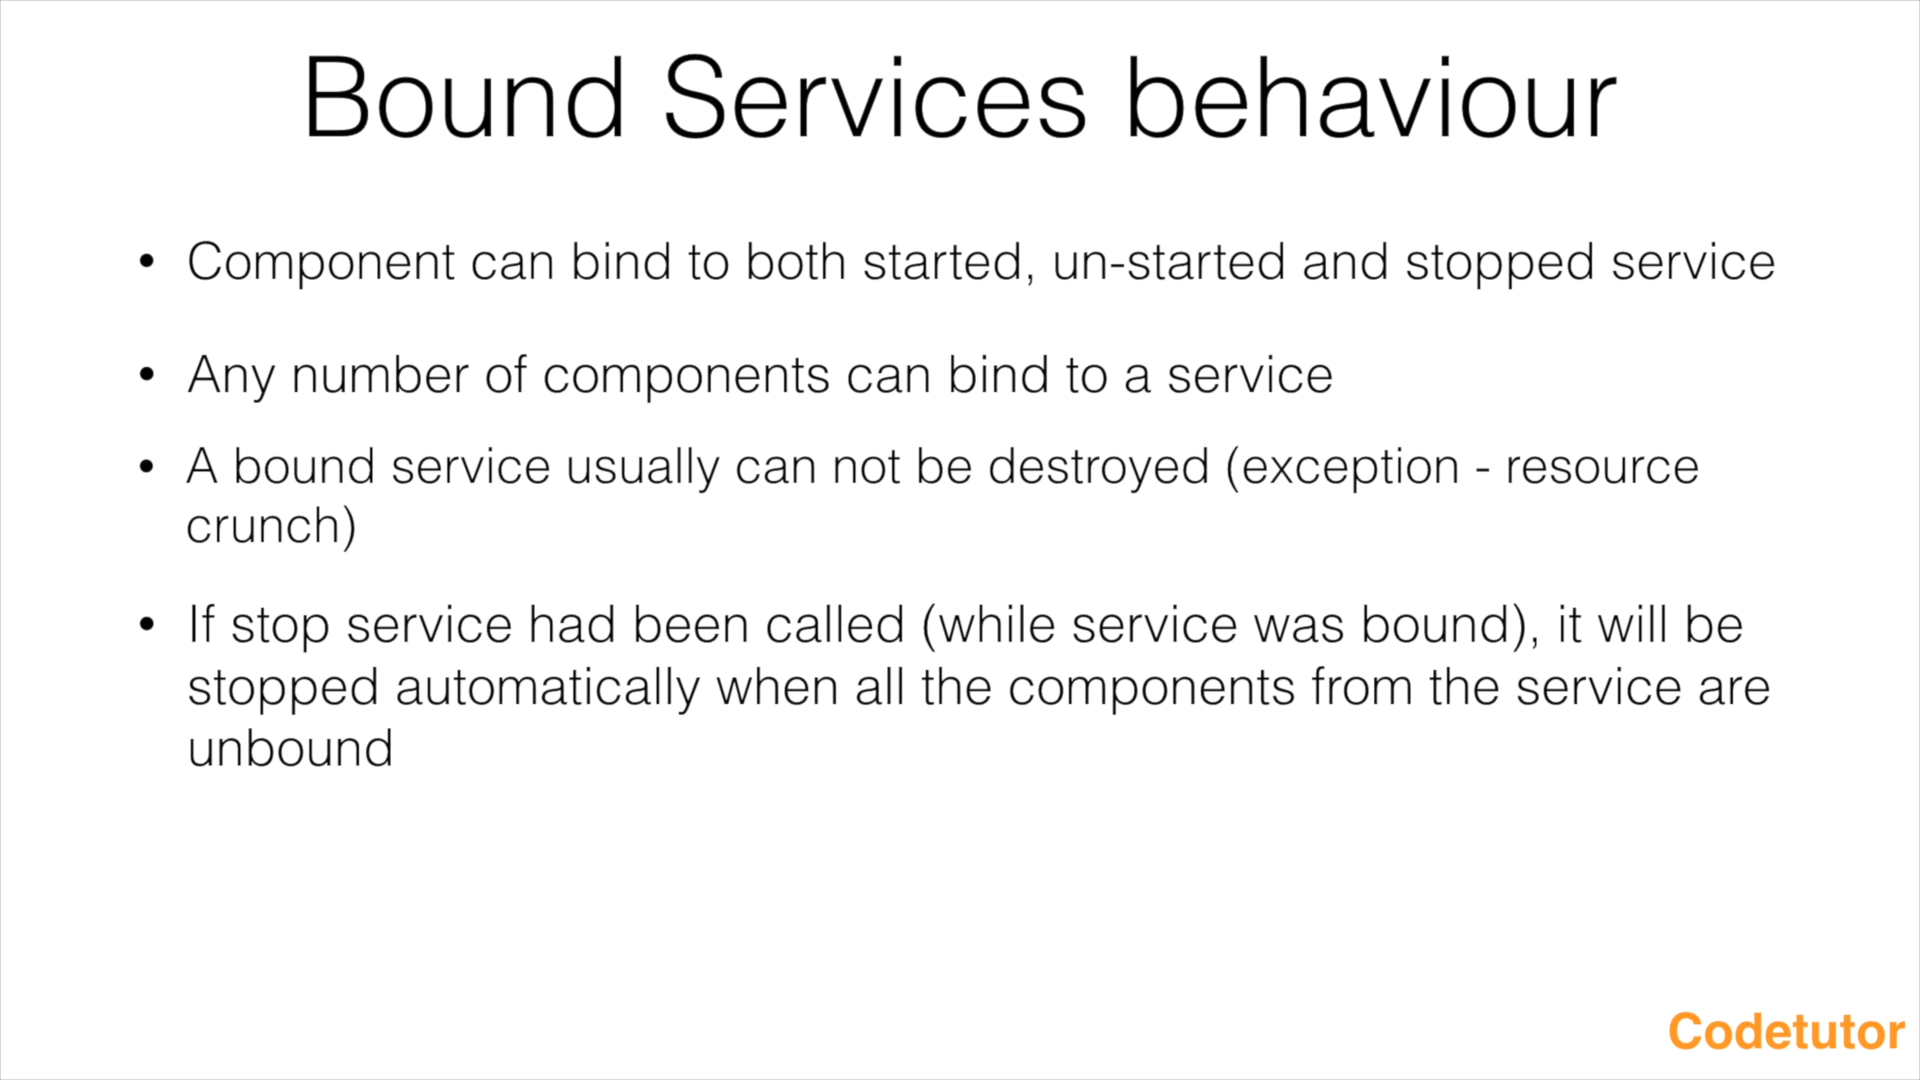 Bound Services behaviour
• Component can bind to both started, un-started and stopped service
• Any number of components can bind to a service
• A bound service usually can not be destroyed (exception - resource
crunch)
• If stop service had been called (while service was bound), it will be
stopped automatically when all the components from the service are
unbound
Codetutor